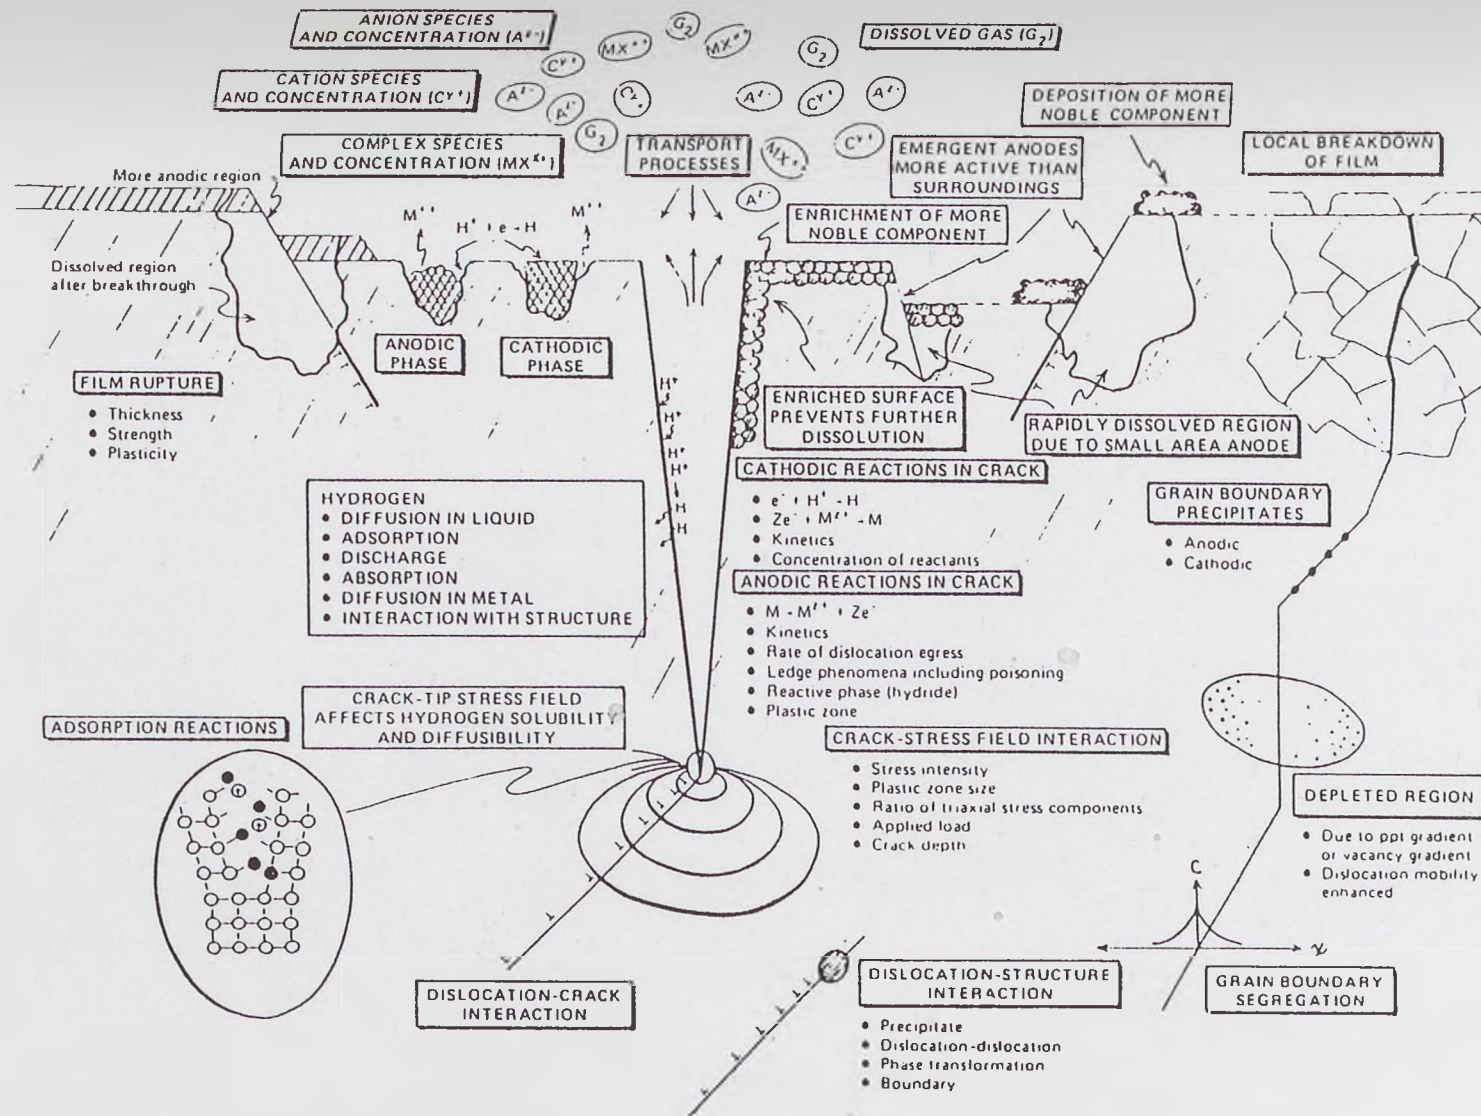 ANION SPECIES
AND CONCENTRATION (A^z-)
CATION SPECIES
AND CONCENTRATION (C^y+)
COMPLEX SPECIES
AND CONCENTRATION (MX^x+)
G2
MX^x+
MX^x+
C^y+
A^z-
A^z-
C^y+
G2
G2
A^z-
C^y+
A^z-
C^y+
MX^x+
A^z-
DISSOLVED GAS (G2)
TRANSPORT
PROCESSES
EMERGENT ANODES
MORE ACTIVE THAN
SURROUNDINGS
DEPOSITION OF MORE
NOBLE COMPONENT
LOCAL BREAKDOWN
OF FILM
More anodic region
M++
H+ + e → H
M++
ENRICHMENT OF MORE
NOBLE COMPONENT
Dissolved region
after breakthrough
ANODIC
PHASE
CATHODIC
PHASE
FILM RUPTURE
• Thickness
• Strength
• Plasticity
ENRICHED SURFACE
PREVENTS FURTHER
DISSOLUTION
RAPIDLY DISSOLVED REGION
DUE TO SMALL AREA ANODE
H+
H+
H+
H+
H
H
HYDROGEN
• DIFFUSION IN LIQUID
• ADSORPTION
• DISCHARGE
• ABSORPTION
• DIFFUSION IN METAL
• INTERACTION WITH STRUCTURE
CATHODIC REACTIONS IN CRACK
• e- + H+ → H
• Ze- + M^z+ → M
• Kinetics
• Concentration of reactants
ANODIC REACTIONS IN CRACK
• M → M^z+ + Ze-
• Kinetics
• Rate of dislocation egress
• Ledge phenomena including poisoning
• Reactive phase (hydride)
• Plastic zone
GRAIN BOUNDARY
PRECIPITATES
• Anodic
• Cathodic
CRACK-TIP STRESS FIELD
AFFECTS HYDROGEN SOLUBILITY
AND DIFFUSIBILITY
ADSORPTION REACTIONS
CRACK-STRESS FIELD INTERACTION
• Stress intensity
• Plastic zone size
• Ratio of triaxial stress components
• Applied load
• Crack depth
DEPLETED REGION
• Due to ppt gradient
or vacancy gradient
• Dislocation mobility
enhanced
C
x
GRAIN BOUNDARY
SEGREGATION
DISLOCATION-CRACK
INTERACTION
DISLOCATION-STRUCTURE
INTERACTION
• Precipitate
• Dislocation-dislocation
• Phase transformation
• Boundary